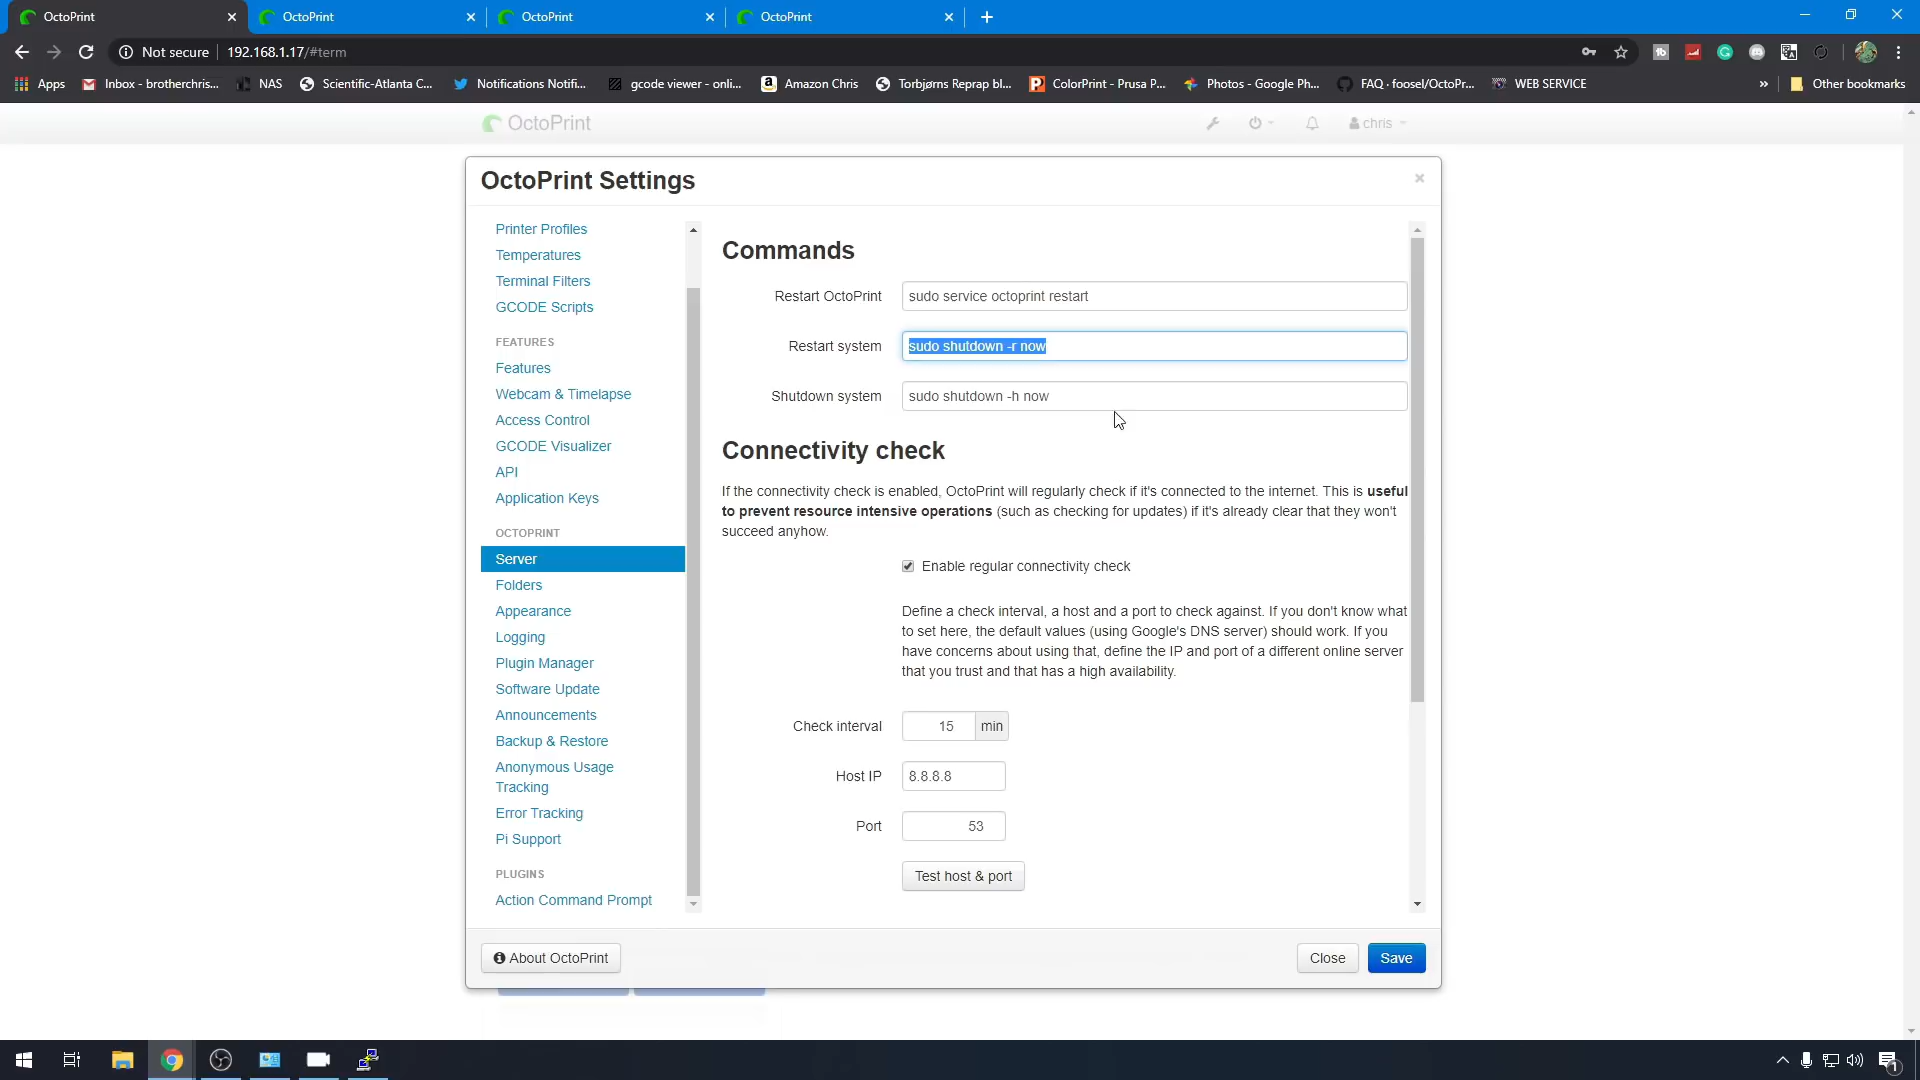 OctoPrint
OctoPrint
OctoPrint
OctoPrint
Not secure
192.168.1.17/#term
Apps
Inbox - brotherchris...
NAS
Scientific-Atlanta C...
Notifications Notifi...
gcode viewer - onli...
Amazon Chris
Torbjørns Reprap bl...
ColorPrint - Prusa P...
Photos - Google Ph...
FAQ · foosel/OctoPr...
WEB SERVICE
»
Other bookmarks
OctoPrint
chris
OctoPrint Settings
×
Printer Profiles
Temperatures
Terminal Filters
GCODE Scripts
FEATURES
Features
Webcam & Timelapse
Access Control
GCODE Visualizer
API
Application Keys
OCTOPRINT
Server
Folders
Appearance
Logging
Plugin Manager
Software Update
Announcements
Backup & Restore
Anonymous Usage
Tracking
Error Tracking
Pi Support
PLUGINS
Action Command Prompt
Commands
Restart OctoPrint
sudo service octoprint restart
Restart system
sudo shutdown -r now
Shutdown system
sudo shutdown -h now
Connectivity check
If the connectivity check is enabled, OctoPrint will regularly check if it's connected to the internet. This is useful
to prevent resource intensive operations (such as checking for updates) if it's already clear that they won't
succeed anyhow.
Enable regular connectivity check
Define a check interval, a host and a port to check against. If you don't know what
to set here, the default values (using Google's DNS server) should work. If you
have concerns about using that, define the IP and port of a different online server
that you trust and that has a high availability.
Check interval
15
min
Host IP
8.8.8.8
Port
53
Test host & port
About OctoPrint
Close
Save
1